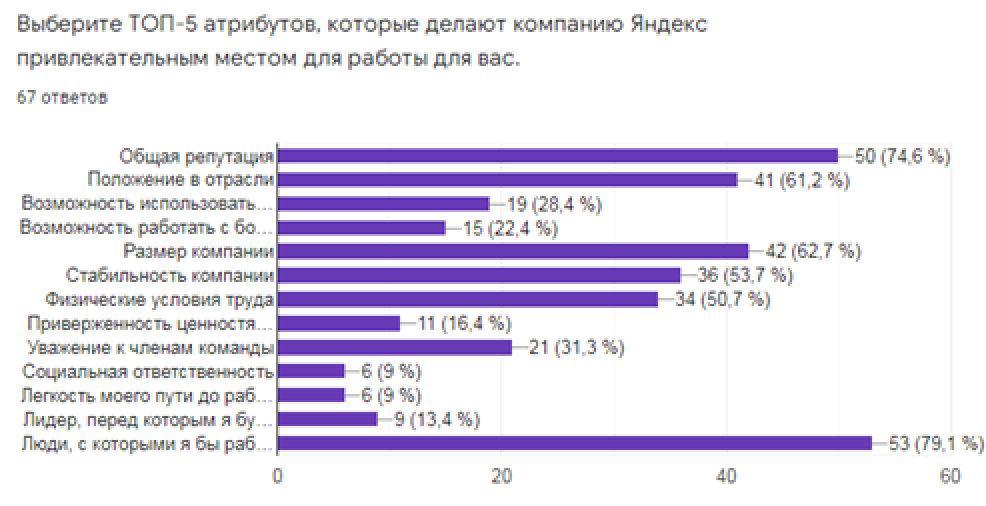 Выберите ТОП-5 атрибутов, которые делают компанию Яндекс
привлекательным местом для работы для вас.
67 ответов
Общая репутация 50 (74,6 %)
Положение в отрасли 41 (61,2 %)
Возможность использовать... 19 (28,4 %)
Возможность работать с бо... 15 (22,4 %)
Размер компании 42 (62,7 %)
Стабильность компании 36 (53,7 %)
Физические условия труда 34 (50,7 %)
Приверженность ценностя... 11 (16,4 %)
Уважение к членам команды 21 (31,3 %)
Социальная ответственность 6 (9 %)
Легкость моего пути до раб... 6 (9 %)
Лидер, перед которым я бу... 9 (13,4 %)
Люди, с которыми я бы раб... 53 (79,1 %)
0 20 40 60